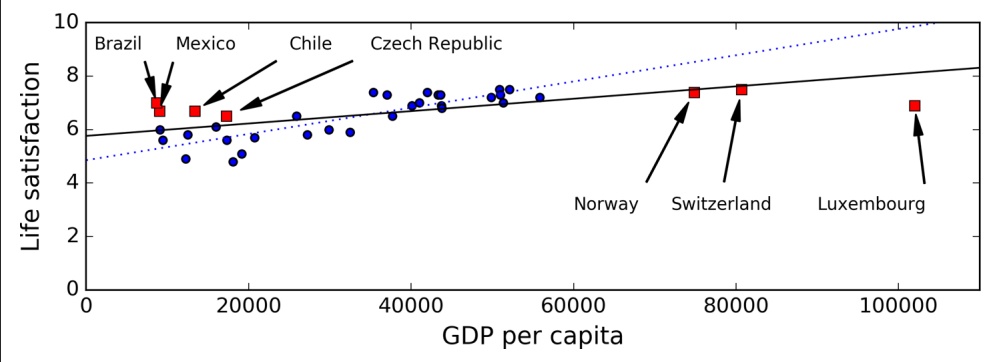 10
Brazil Mexico Chile Czech Republic
8
6
4
Norway Switzerland Luxembourg
2
0
0 20000 40000 60000 80000 100000
GDP per capita
Life satisfaction